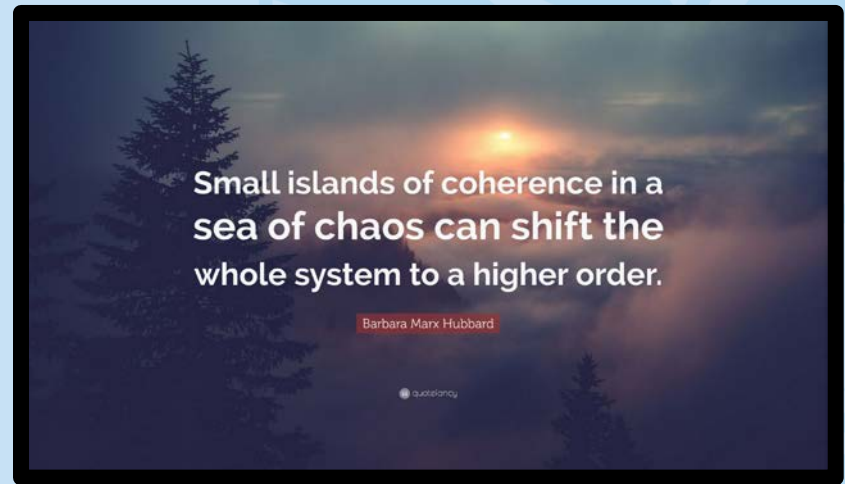 Small islands of coherence in a
sea of chaos can shift the
whole system to a higher order.
Barbara Marx Hubbard
quotefancy